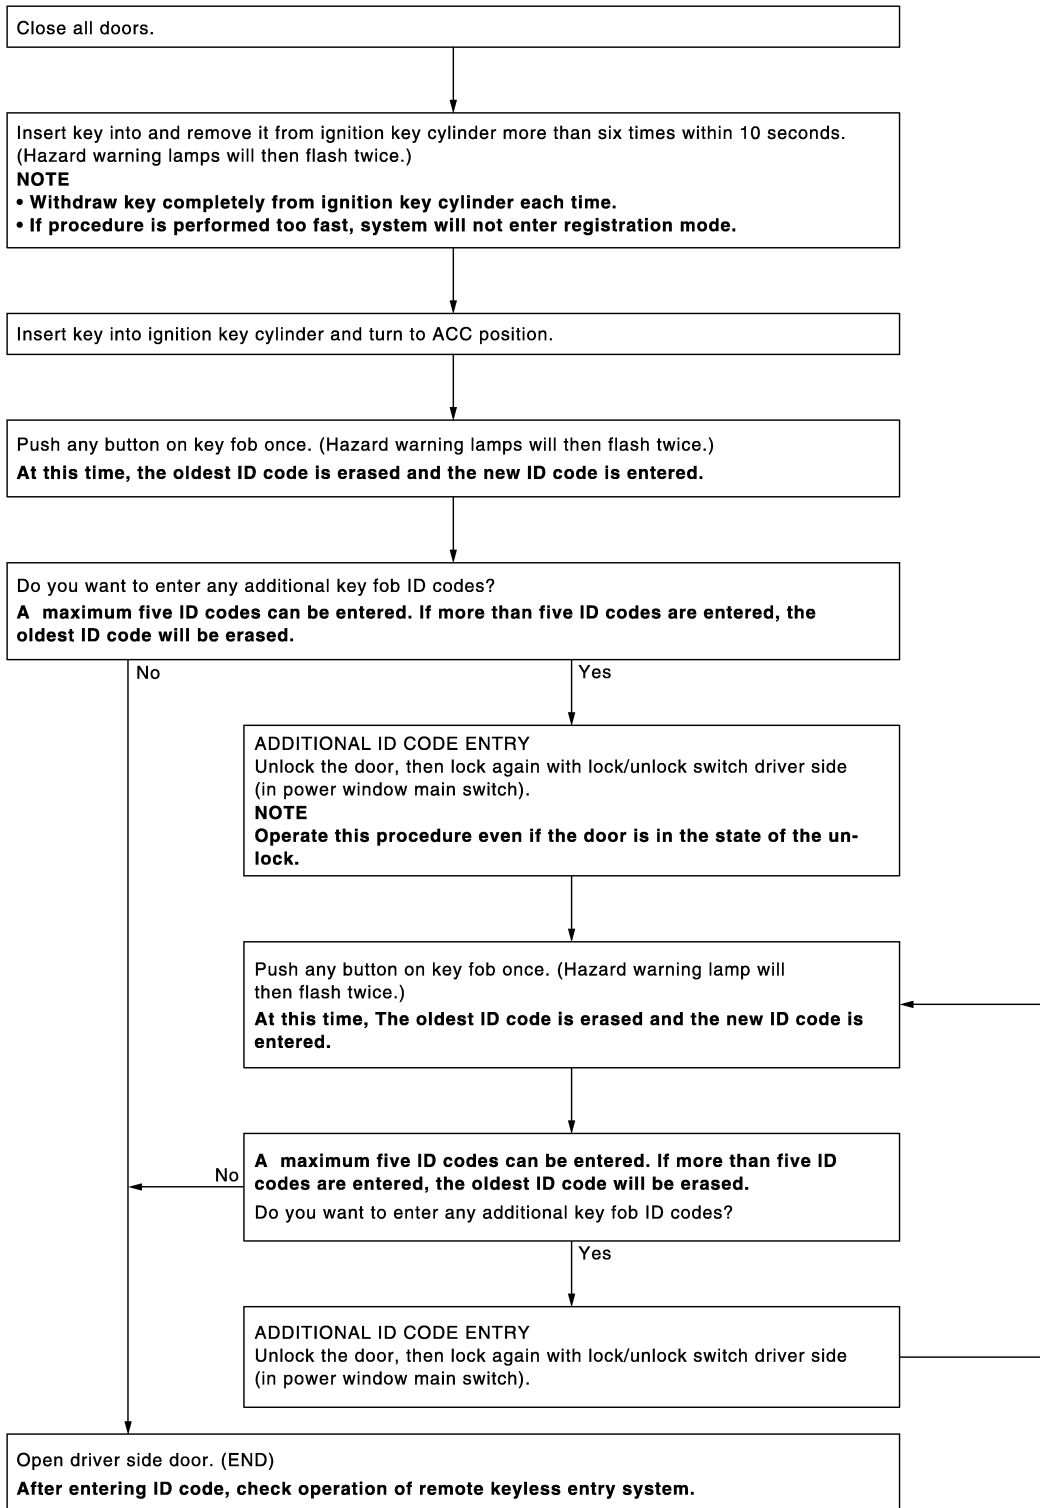 Close all doors.
Insert key into and remove it from ignition key cylinder more than six times within 10 seconds.
(Hazard warning lamps will then flash twice.)
NOTE
• Withdraw key completely from ignition key cylinder each time.
• If procedure is performed too fast, system will not enter registration mode.
Insert key into ignition key cylinder and turn to ACC position.
Push any button on key fob once. (Hazard warning lamps will then flash twice.)
At this time, the oldest ID code is erased and the new ID code is entered.
Do you want to enter any additional key fob ID codes?
A maximum five ID codes can be entered. If more than five ID codes are entered, the
oldest ID code will be erased.
No
Yes
ADDITIONAL ID CODE ENTRY
Unlock the door, then lock again with lock/unlock switch driver side
(in power window main switch).
NOTE
Operate this procedure even if the door is in the state of the un-
lock.
Push any button on key fob once. (Hazard warning lamp will
then flash twice.)
At this time, The oldest ID code is erased and the new ID code is
entered.
No
A maximum five ID codes can be entered. If more than five ID
codes are entered, the oldest ID code will be erased.
Do you want to enter any additional key fob ID codes?
Yes
ADDITIONAL ID CODE ENTRY
Unlock the door, then lock again with lock/unlock switch driver side
(in power window main switch).
Open driver side door. (END)
After entering ID code, check operation of remote keyless entry system.